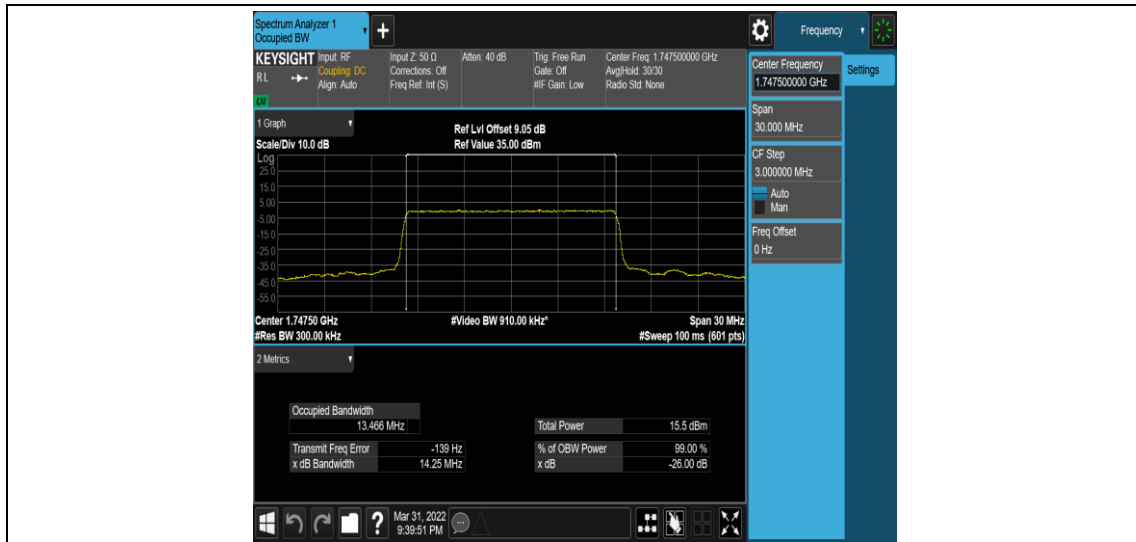 Spectrum Analyzer 1
Occupied BW
+
Frequency
KEYSIGHT
RL
LXI
Input: RF
Coupling: DC
Align: Auto
Input Z: 50 Ω
Corrections: Off
Freq Ref: Int (S)
Atten: 40 dB
Trig: Free Run
Gate: Off
#IF Gain: Low
Center Freq: 1.747500000 GHz
Avg|Hold: 30/30
Radio Std: None
Center Frequency
1.747500000 GHz
Settings
Span
30.000 MHz
CF Step
3.000000 MHz
Auto
Man
Freq Offset
0 Hz
1 Graph
Scale/Div 10.0 dB
Ref Lvl Offset 9.05 dB
Ref Value 35.00 dBm
Log
25.0
15.0
5.00
-5.00
-15.0
-25.0
-35.0
-45.0
-55.0
Center 1.74750 GHz
#Video BW 910.00 kHz*
Span 30 MHz
#Res BW 300.00 kHz
#Sweep 100 ms (601 pts)
2 Metrics
Occupied Bandwidth
13.466 MHz
Total Power 15.5 dBm
Transmit Freq Error -139 Hz
% of OBW Power 99.00 %
x dB Bandwidth 14.25 MHz
x dB -26.00 dB
?
Mar 31, 2022
9:39:51 PM